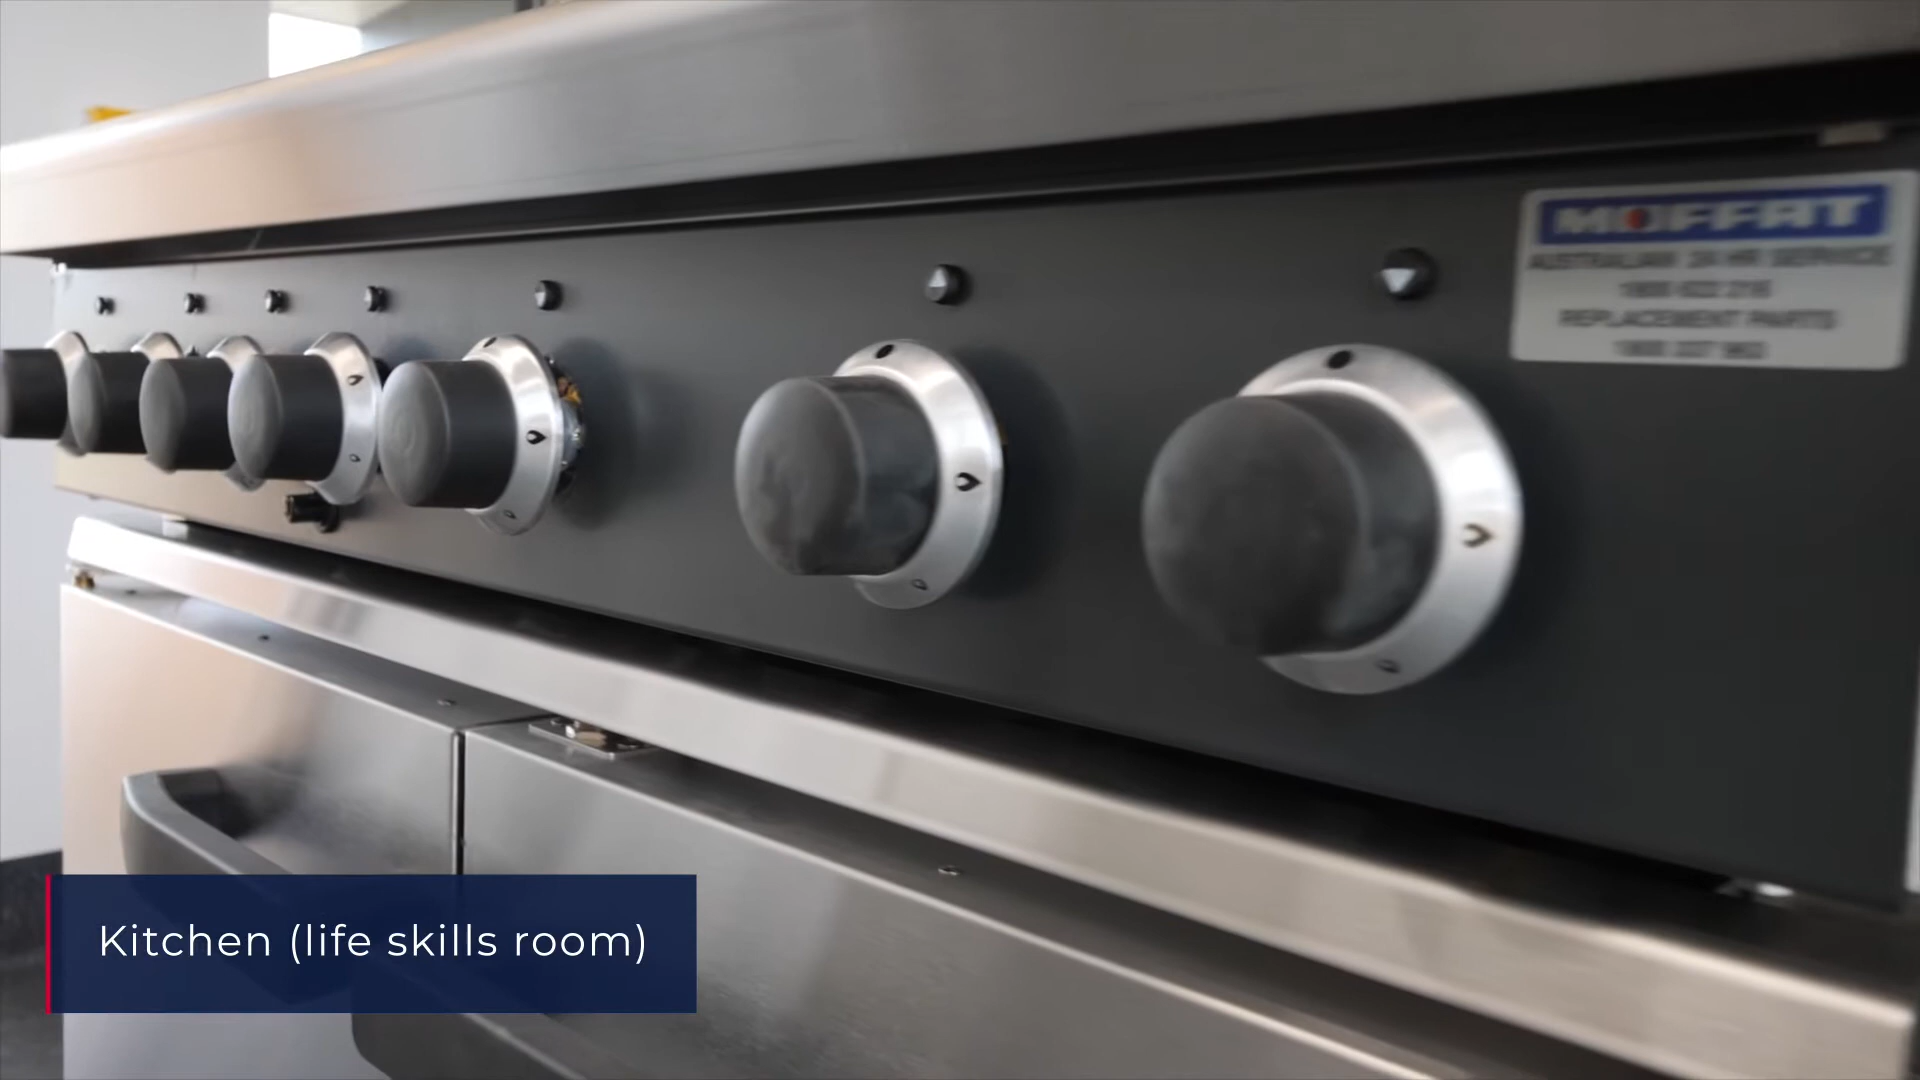 MOFFAT
AUSTRALIAN 24 HR SERVICE
REPLACEMENT PARTS
Kitchen (life skills room)